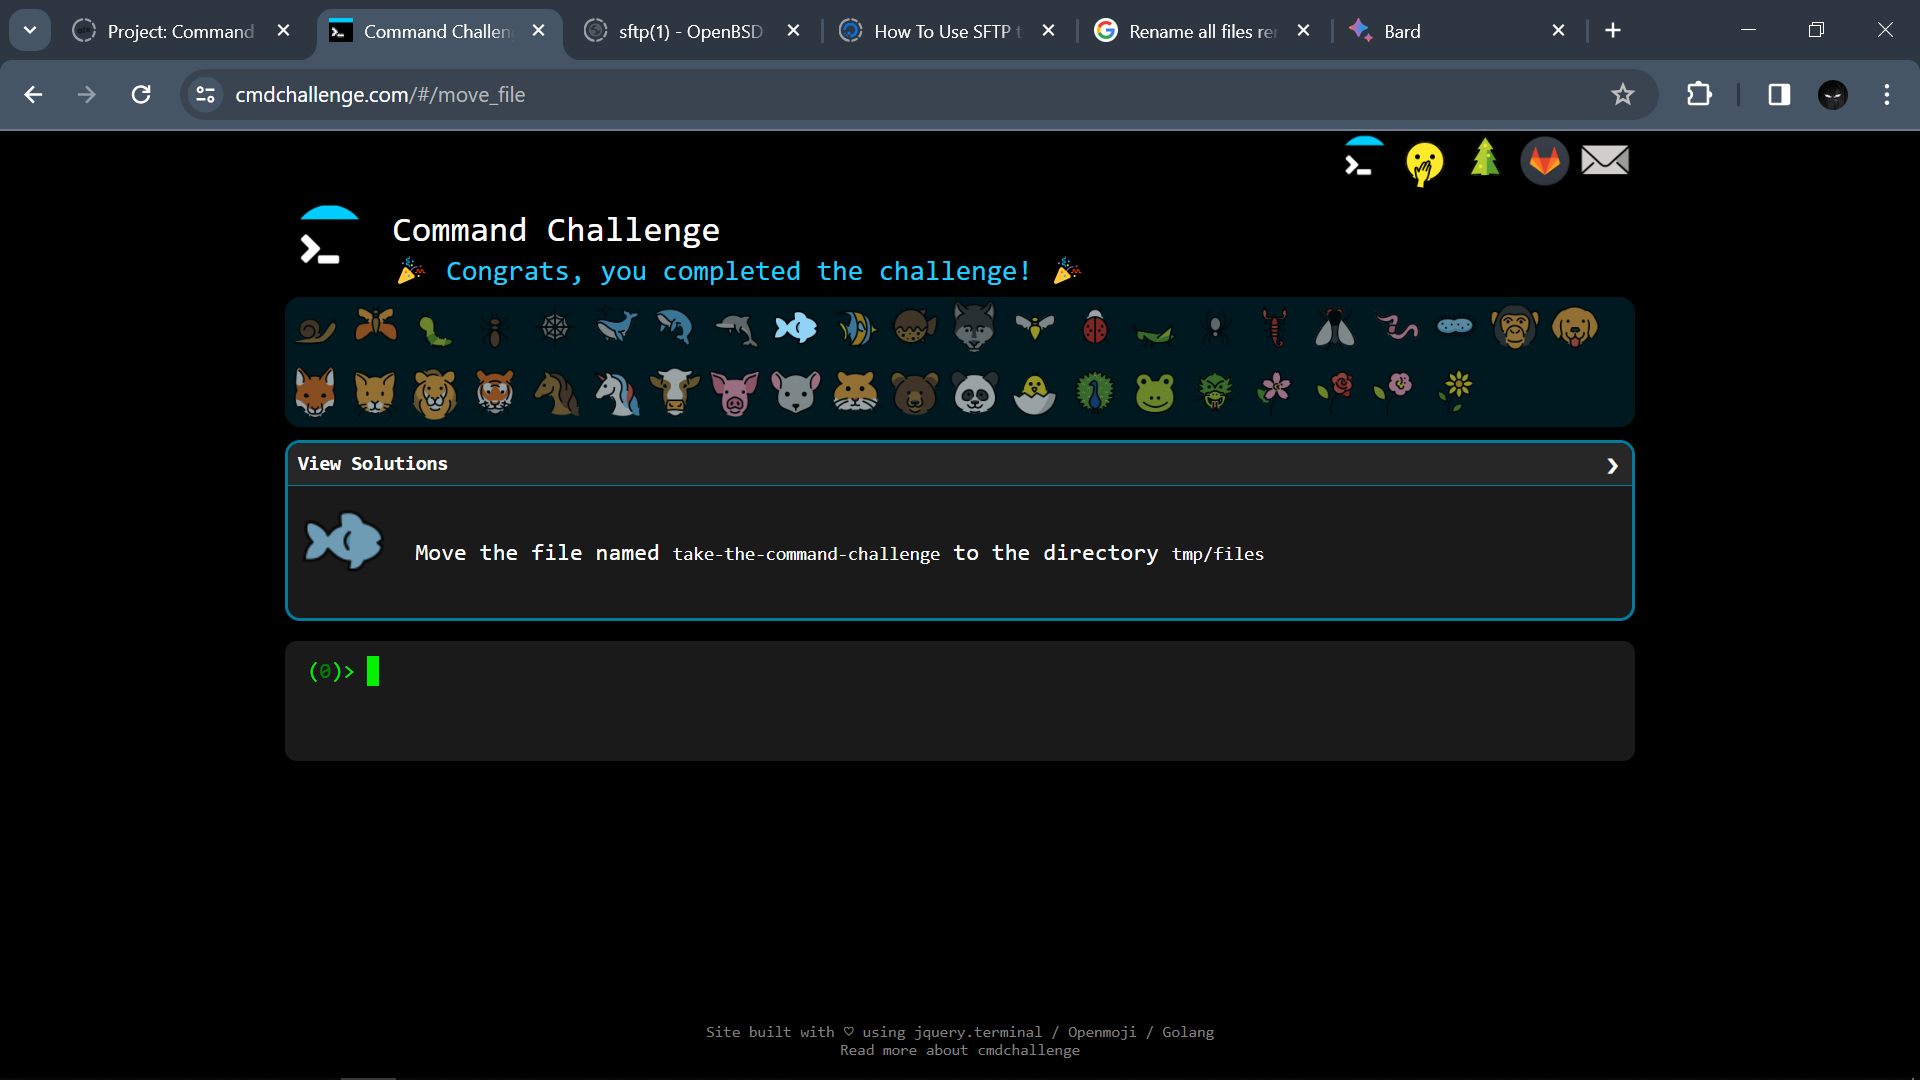 Project: Command
Command Challen
sftp(1) - OpenBSD
How To Use SFTP t
Rename all files re
Bard
cmdchallenge.com/#/move_file
Command Challenge
Congrats, you completed the challenge!
View Solutions
Move the file named take-the-command-challenge to the directory tmp/files
(0)>
Site built with ♡ using jquery.terminal / Openmoji / Golang
Read more about cmdchallenge